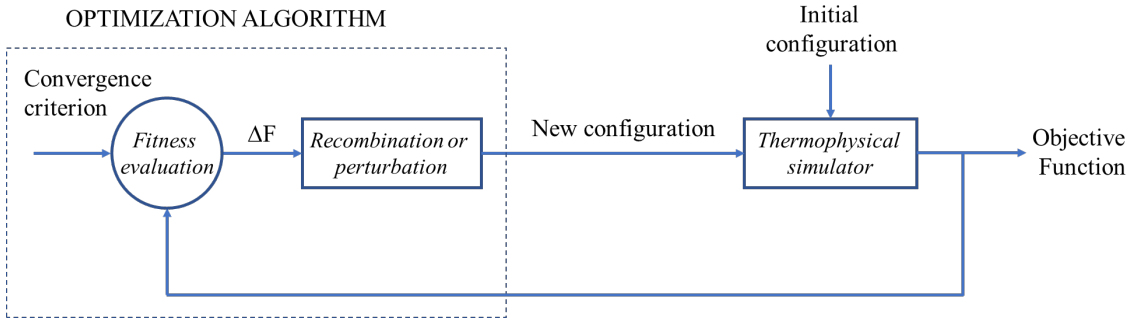 OPTIMIZATION ALGORITHM
Initial
configuration
Convergence
criterion
Fitness
evaluation
ΔF
Recombination or
perturbation
New configuration
Thermophysical
simulator
Objective
Function